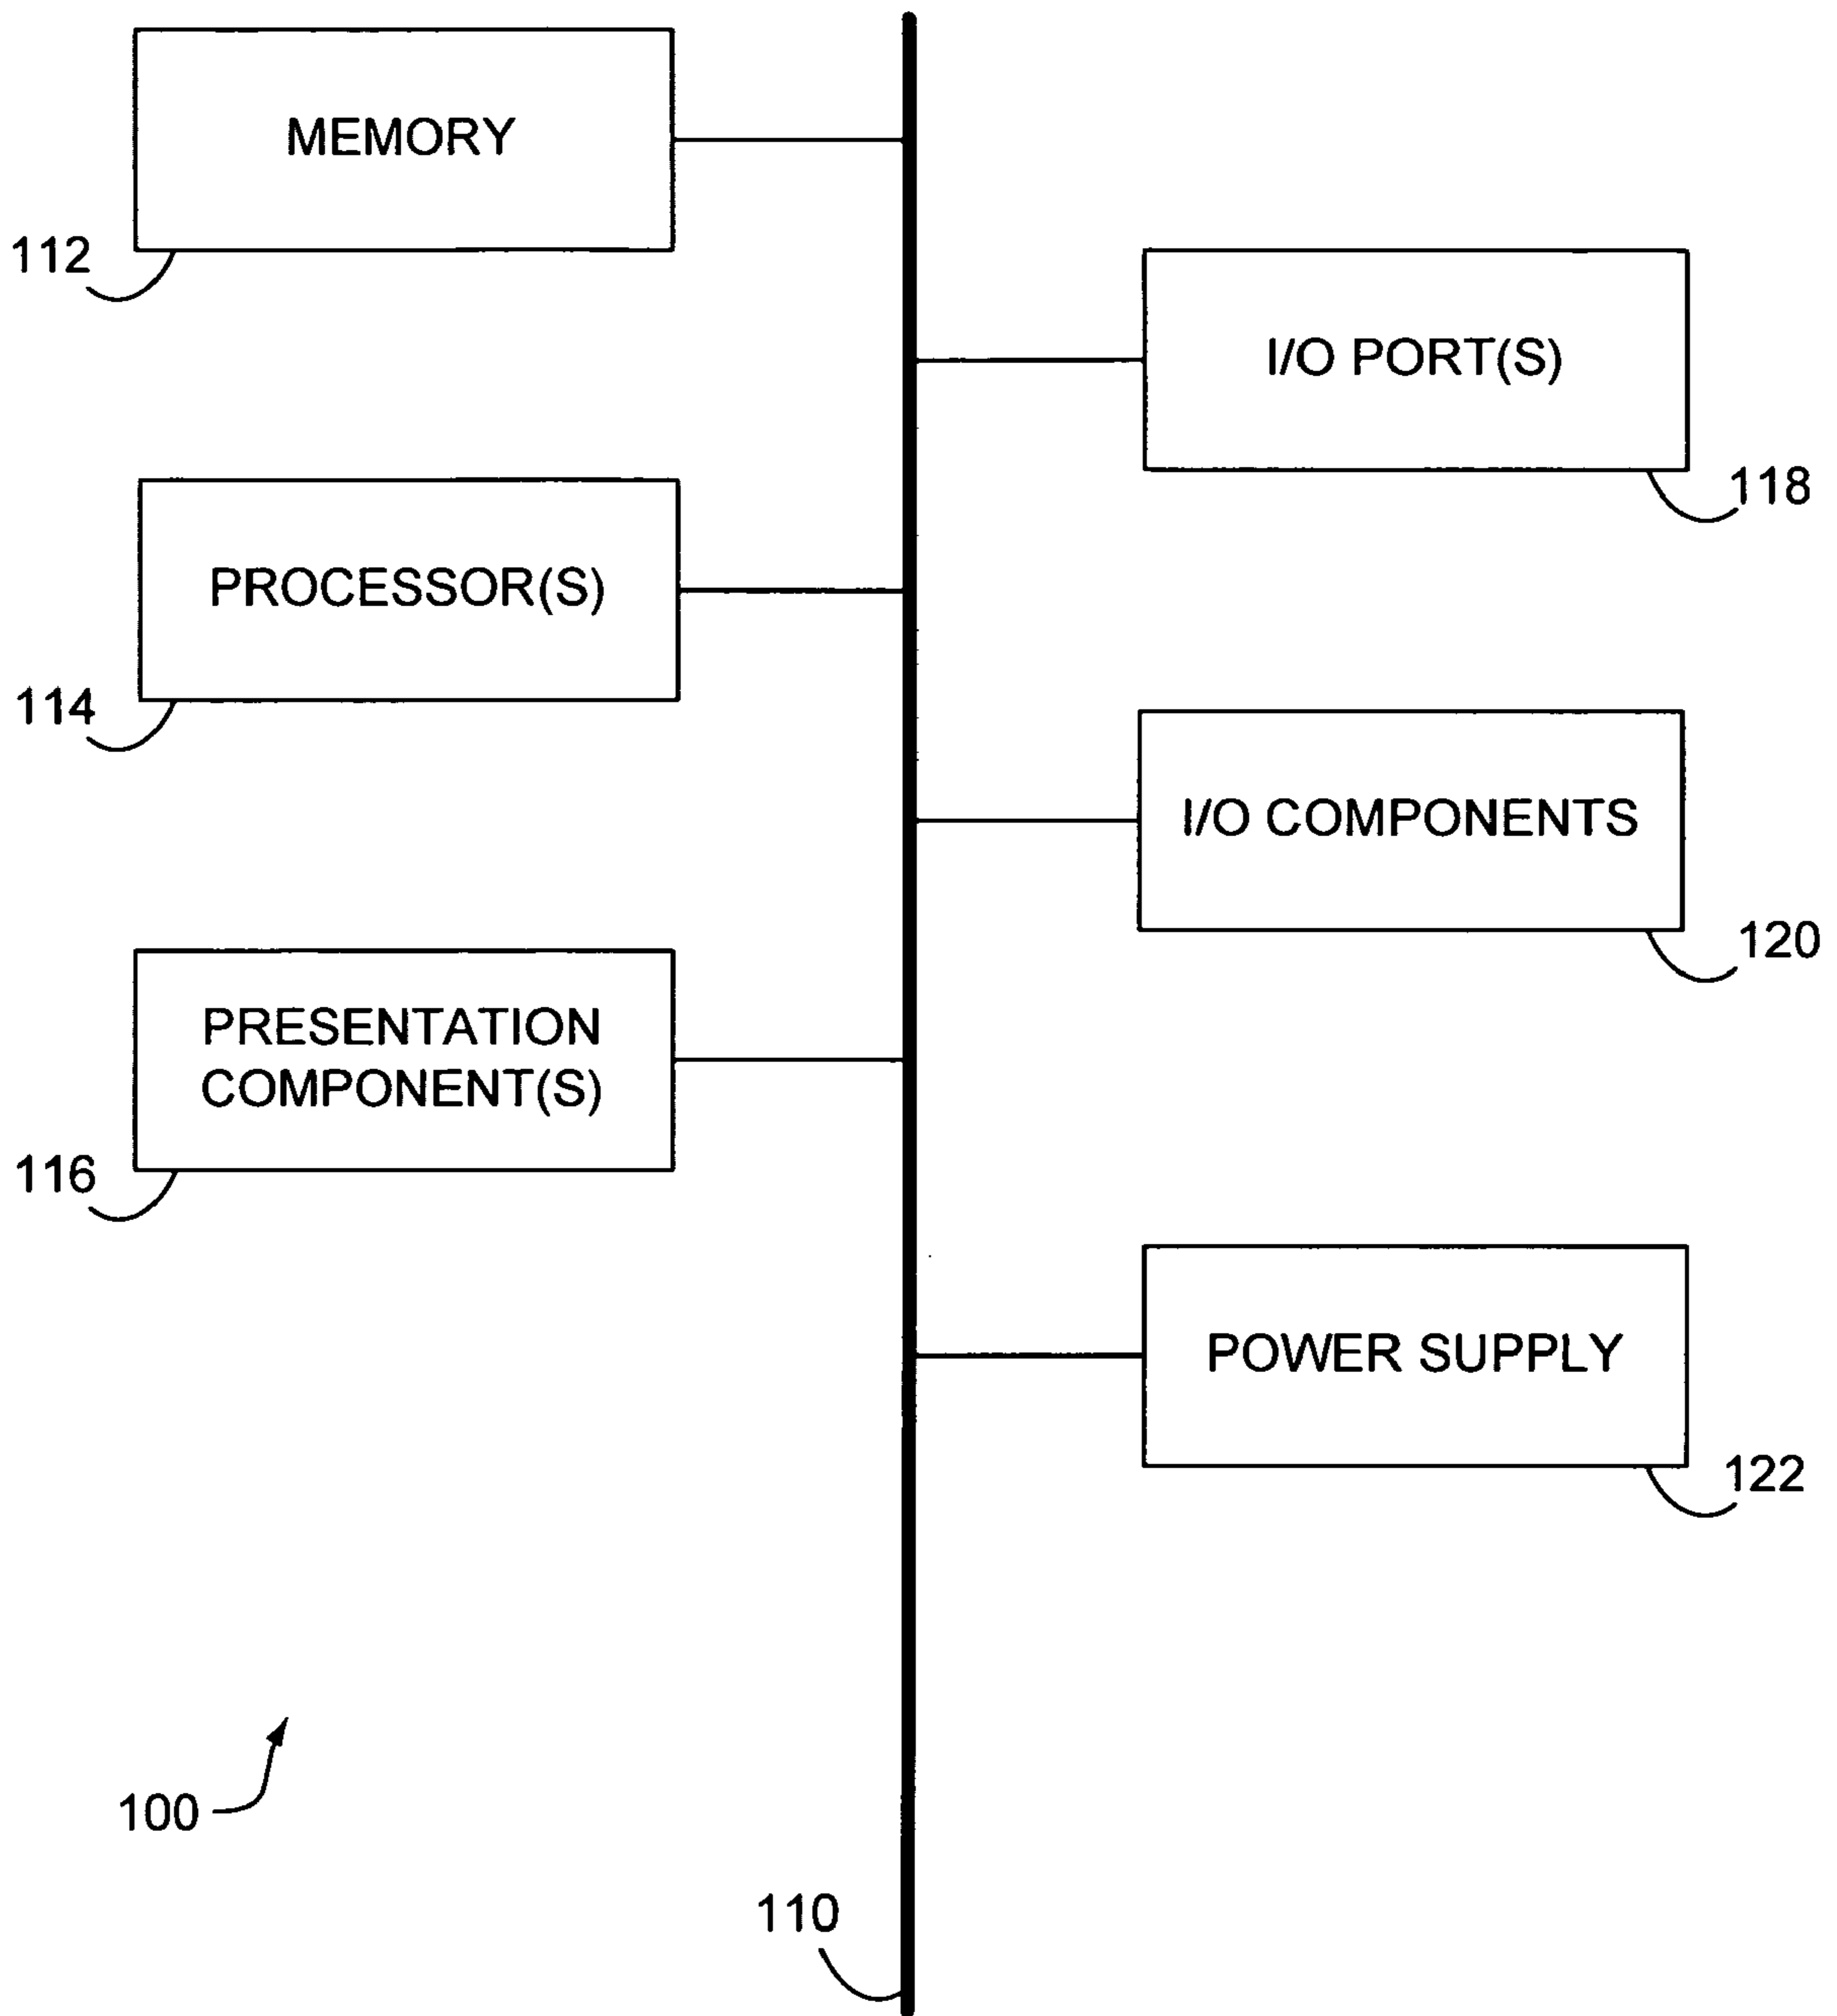 MEMORY
112
I/O PORT(S)
118
PROCESSOR(S)
114
I/O COMPONENTS
120
PRESENTATION
COMPONENT(S)
116
POWER SUPPLY
122
100
110